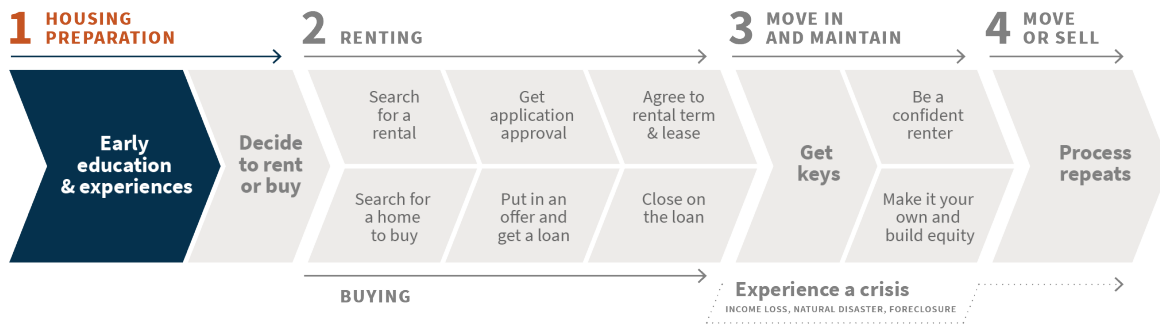 1 HOUSING
PREPARATION
2 RENTING
3 MOVE IN
AND MAINTAIN
4 MOVE
OR SELL
Early
education
& experiences
Decide
to rent
or buy
Search
for a
rental
Get
application
approval
Agree to
rental term
& lease
Search for
a home
to buy
Put in an
offer and
get a loan
Close on
the loan
Get
keys
Be a
confident
renter
Make it your
own and
build equity
Process
repeats
BUYING
Experience a crisis
INCOME LOSS, NATURAL DISASTER, FORECLOSURE